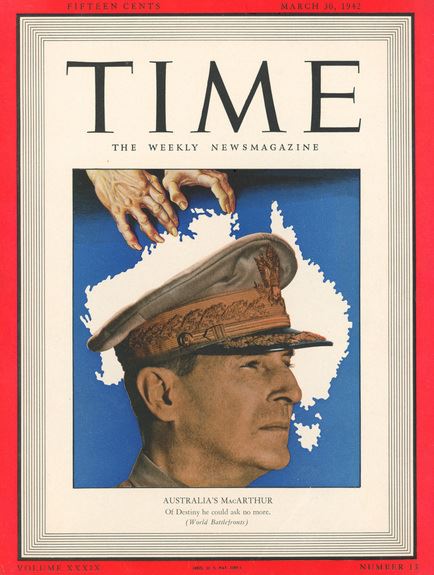 FIFTEEN CENTS MARCH 30, 1942
TIME
THE WEEKLY NEWSMAGAZINE
AUSTRALIA'S MacARTHUR
Of Destiny he could ask no more.
(World Battlefronts)
VOLUME XXXIX NUMBER 13